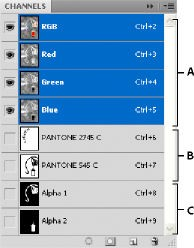 CHANNELS
RGB Ctrl+2
Red Ctrl+3
Green Ctrl+4
Blue Ctrl+5
A
PANTONE 2745 C Ctrl+6
PANTONE 545 C Ctrl+7
B
Alpha 1 Ctrl+8
Alpha 2 Ctrl+9
C